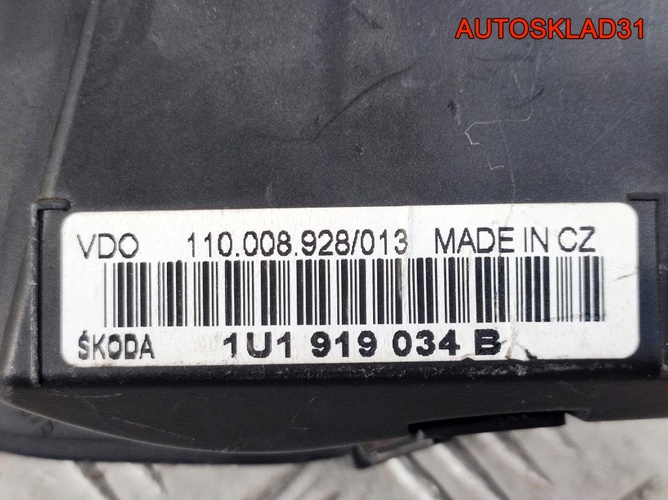 AUTOSKLAD31
VDO 110.008.928/013 MADE IN CZ
ŠKODA 1U1 919 034 B